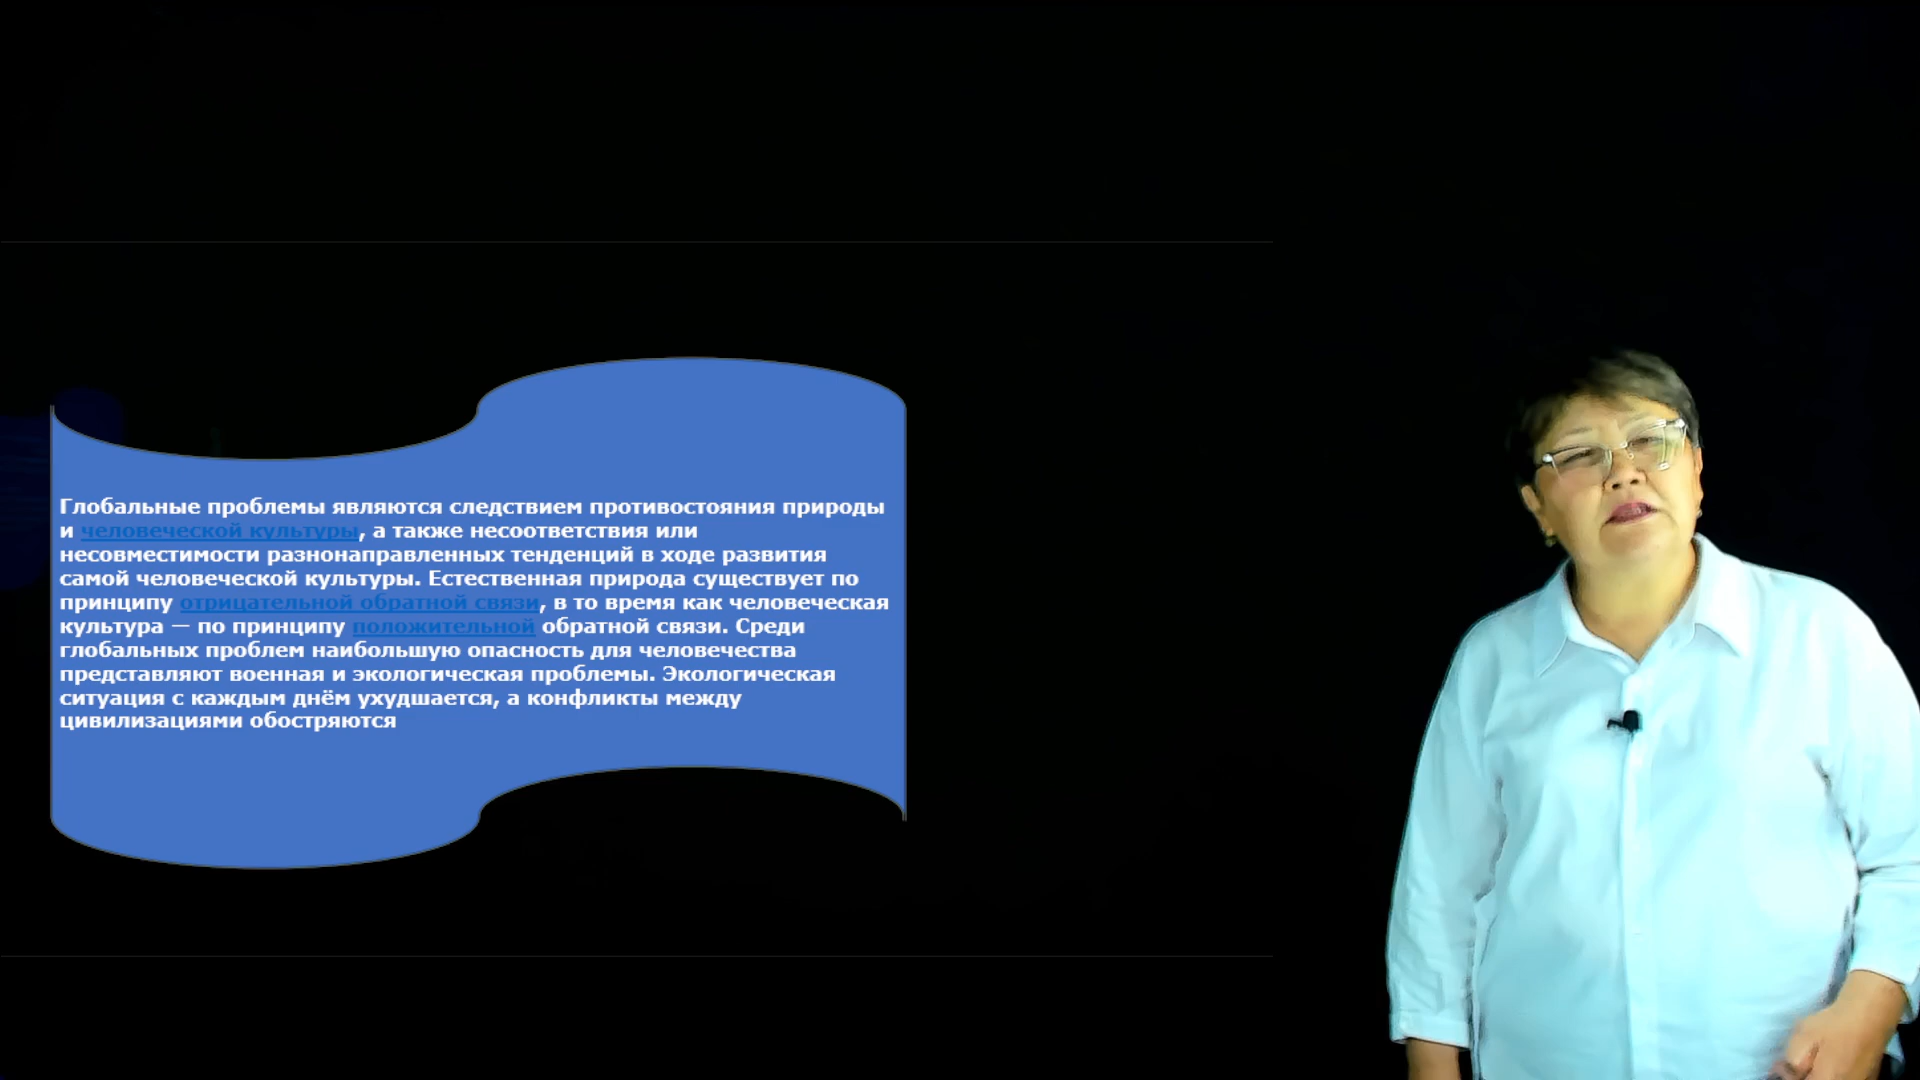 Глобальные проблемы являются следствием противостояния природы
и человеческой культуры, а также несоответствия или
несовместимости разнонаправленных тенденций в ходе развития
самой человеческой культуры. Естественная природа существует по
принципу отрицательной обратной связи, в то время как человеческая
культура — по принципу положительной обратной связи. Среди
глобальных проблем наибольшую опасность для человечества
представляют военная и экологическая проблемы. Экологическая
ситуация с каждым днём ухудшается, а конфликты между
цивилизациями обостряются